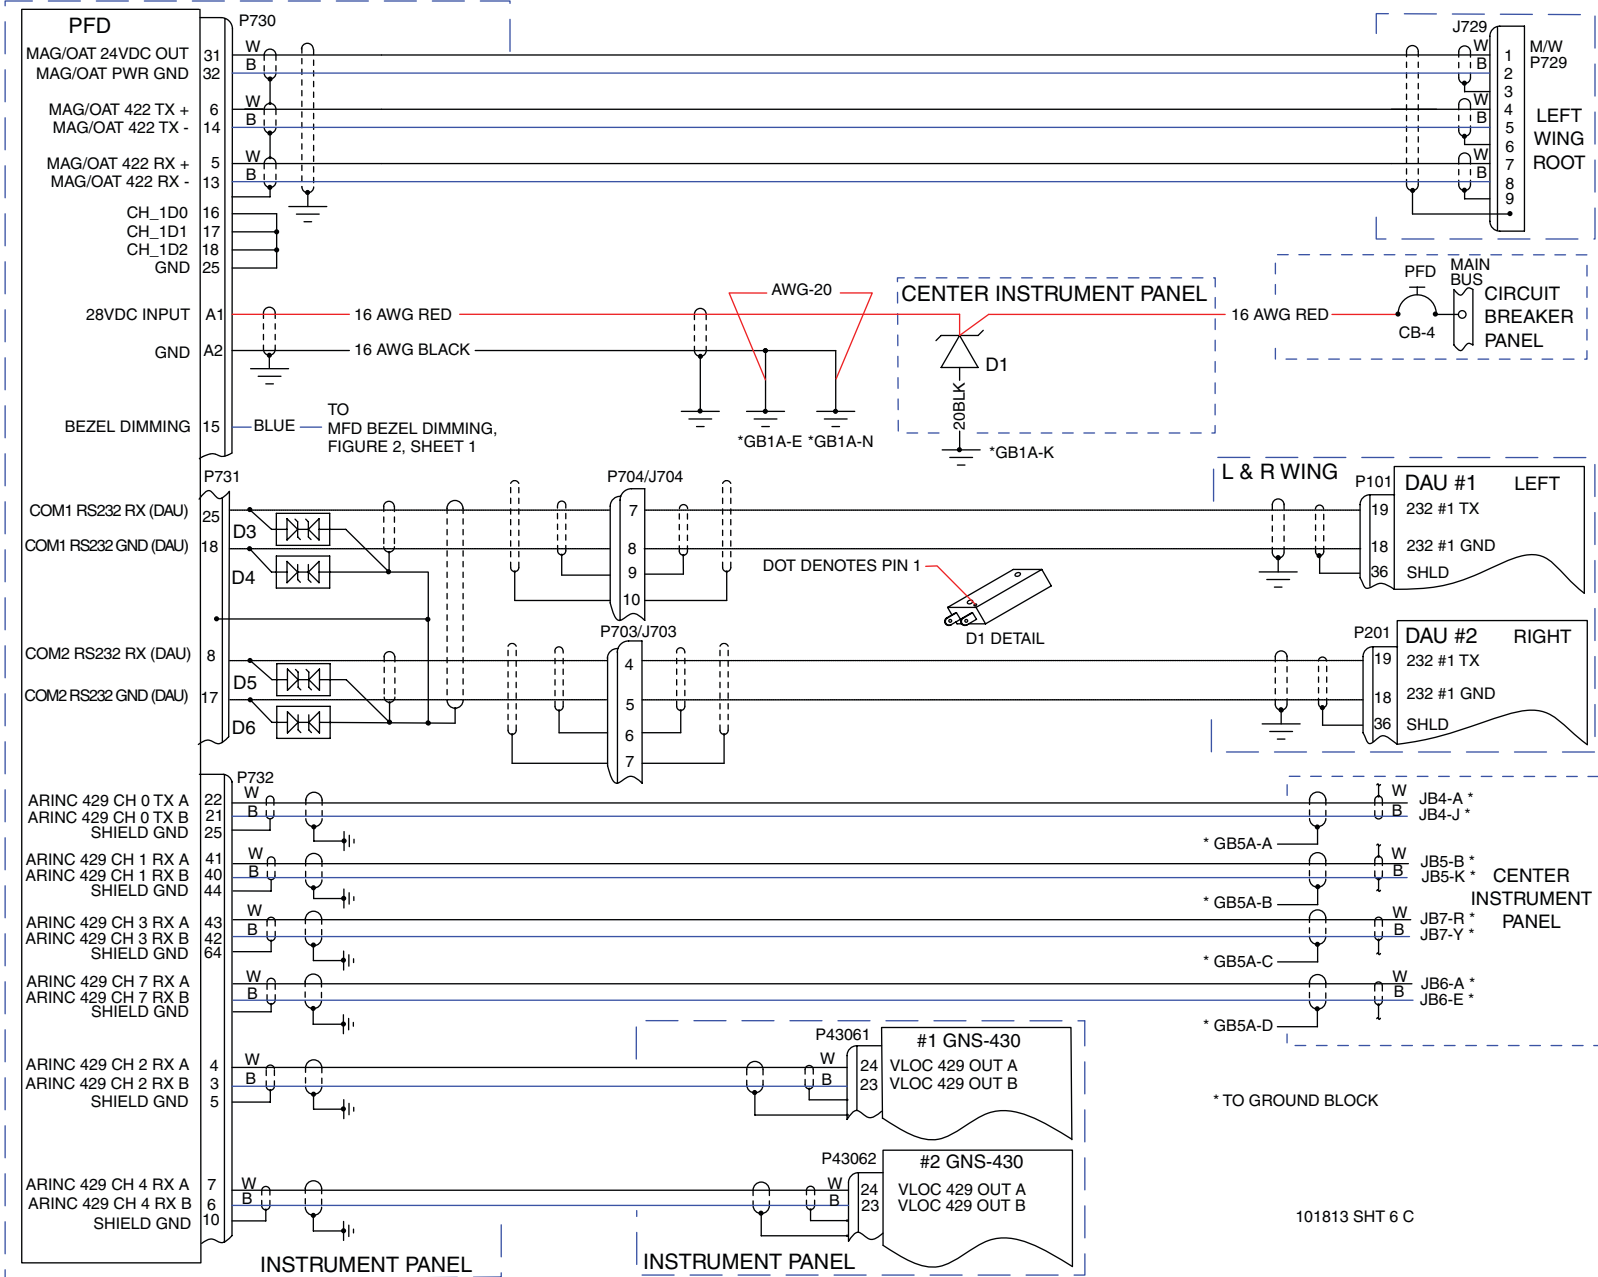 PFD
P730
MAG/OAT 24VDC OUT 31 W
MAG/OAT PWR GND 32 B
MAG/OAT 422 TX + 6 W
MAG/OAT 422 TX - 14 B
MAG/OAT 422 RX + 5 W
MAG/OAT 422 RX - 13 B
CH_1D0 16
CH_1D1 17
CH_1D2 18
GND 25
J729
M/W
P729
W 1
B 2
3
W 4
B 5
6
W 7
B 8
9
LEFT
WING
ROOT
28VDC INPUT A1 16 AWG RED
GND A2 16 AWG BLACK
AWG-20
*GB1A-E *GB1A-N
CENTER INSTRUMENT PANEL
D1
20BLK
*GB1A-K
16 AWG RED
PFD
CB-4
MAIN
BUS
CIRCUIT
BREAKER
PANEL
BEZEL DIMMING 15 BLUE
TO
MFD BEZEL DIMMING,
FIGURE 2, SHEET 1
P731
COM1 RS232 RX (DAU) 25
D3
COM1 RS232 GND (DAU) 18
D4
COM2 RS232 RX (DAU) 8
D5
COM2 RS232 GND (DAU) 17
D6
P704/J704
7
8
9
10
P703/J703
4
5
6
7
DOT DENOTES PIN 1
D1 DETAIL
L & R WING
P101 DAU #1 LEFT
19 232 #1 TX
18 232 #1 GND
36 SHLD
P201 DAU #2 RIGHT
19 232 #1 TX
18 232 #1 GND
36 SHLD
P732
ARINC 429 CH 0 TX A 22 W
ARINC 429 CH 0 TX B 21 B
SHIELD GND 25
ARINC 429 CH 1 RX A 41 W
ARINC 429 CH 1 RX B 40 B
SHIELD GND 44
ARINC 429 CH 3 RX A 43 W
ARINC 429 CH 3 RX B 42 B
SHIELD GND 64
ARINC 429 CH 7 RX A W
ARINC 429 CH 7 RX B B
SHIELD GND
ARINC 429 CH 2 RX A 4 W
ARINC 429 CH 2 RX B 3 B
SHIELD GND 5
ARINC 429 CH 4 RX A 7 W
ARINC 429 CH 4 RX B 6 B
SHIELD GND 10
W JB4-A *
B JB4-J *
* GB5A-A
W JB5-B *
B JB5-K *
* GB5A-B
W JB7-R *
B JB7-Y *
* GB5A-C
W JB6-A *
B JB6-E *
* GB5A-D
CENTER
INSTRUMENT
PANEL
P43061 #1 GNS-430
W 24 VLOC 429 OUT A
B 23 VLOC 429 OUT B
P43062 #2 GNS-430
W 24 VLOC 429 OUT A
B 23 VLOC 429 OUT B
* TO GROUND BLOCK
101813 SHT 6 C
INSTRUMENT PANEL
INSTRUMENT PANEL